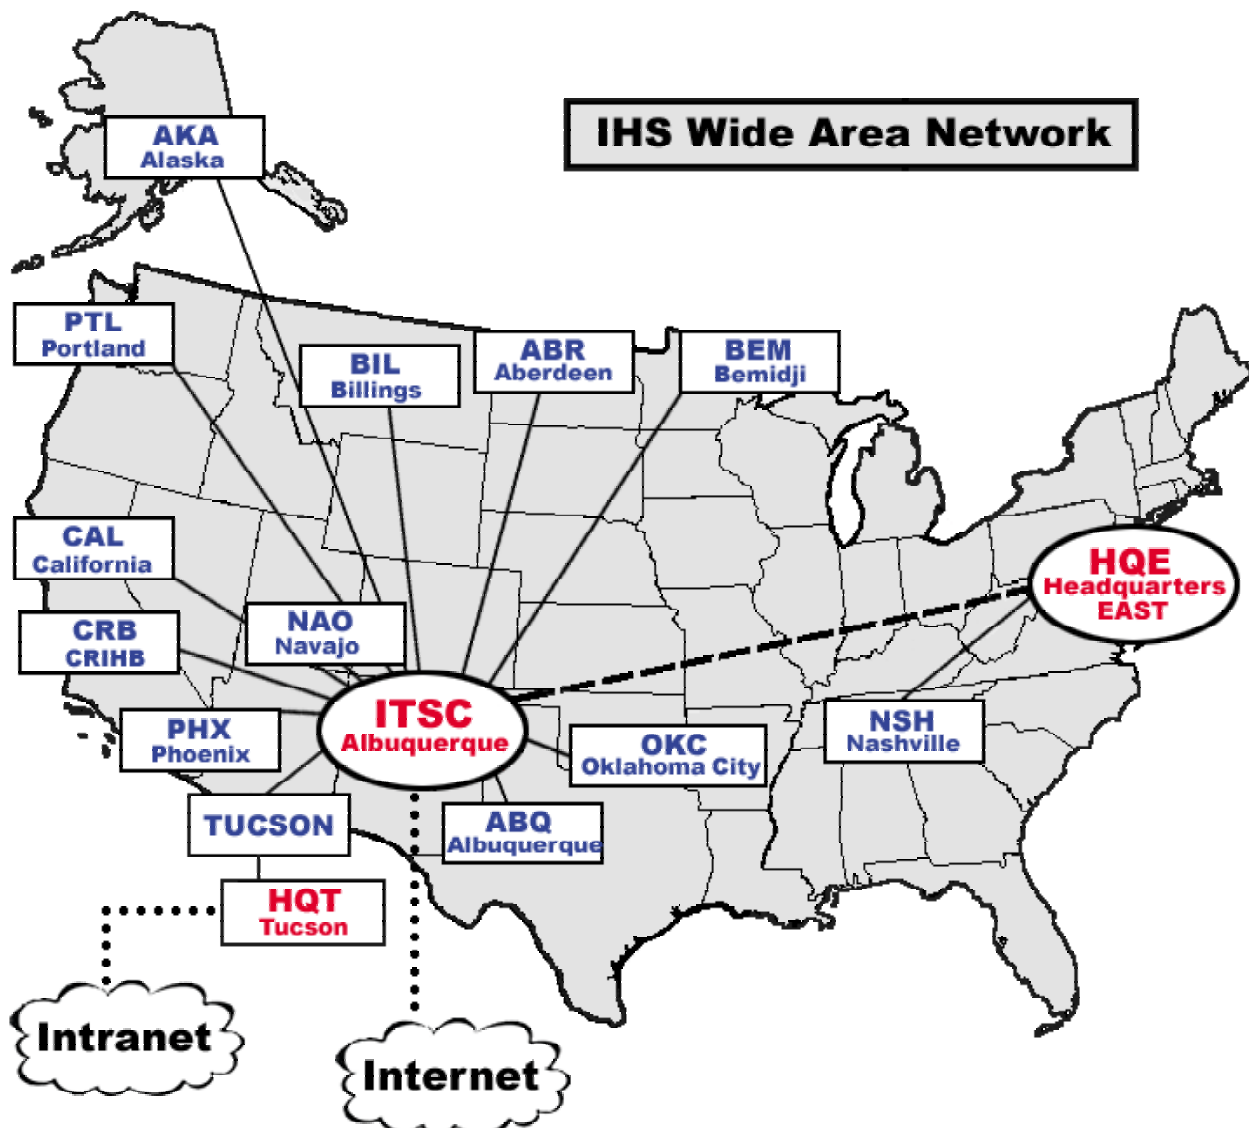 IHS Wide Area Network
AKA
Alaska
PTL
Portland
BIL
Billings
ABR
Aberdeen
BEM
Bemidji
CAL
California
HQE
Headquarters
EAST
NAO
Navajo
CRB
CRIHB
ITSC
Albuquerque
PHX
Phoenix
OKC
Oklahoma City
NSH
Nashville
TUCSON
ABQ
Albuquerque
HQT
Tucson
Intranet
Internet